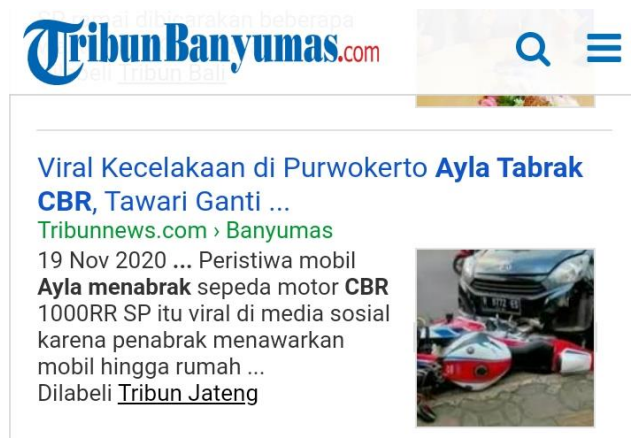 TribunBanyumas.com
Viral Kecelakaan di Purwokerto Ayla Tabrak
CBR, Tawari Ganti ...
Tribunnews.com › Banyumas
19 Nov 2020 ... Peristiwa mobil
Ayla menabrak sepeda motor CBR
1000RR SP itu viral di media sosial
karena penabrak menawarkan
mobil hingga rumah ...
Dilabeli Tribun Jateng